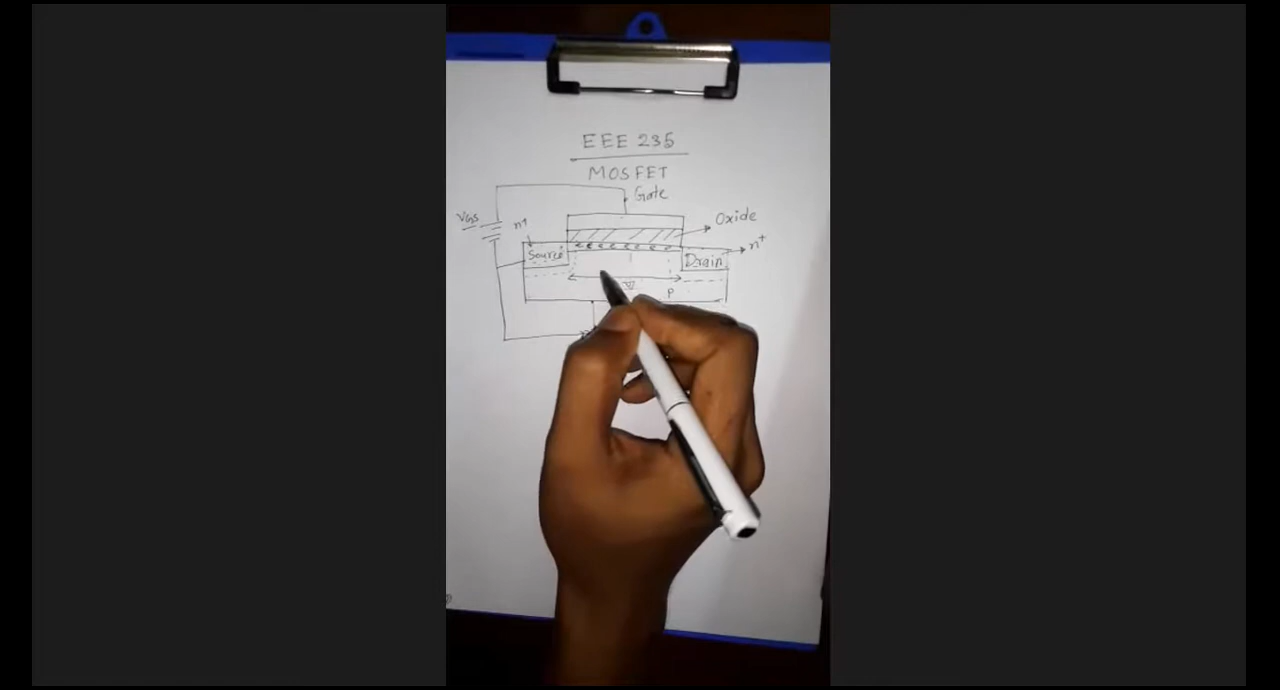 EEE 235
MOSFET
Gate
VGS
n+
Oxide
n+
Source
Drain
P